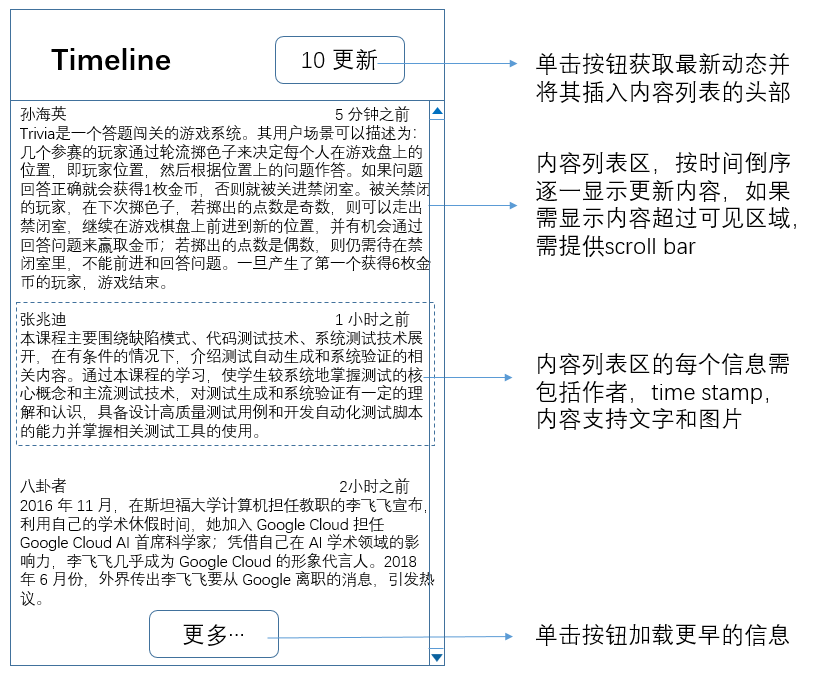 Timeline
10 更新
单击按钮获取最新动态并
将其插入内容列表的头部
孙海英 5 分钟之前
Trivia是一个答题闯关的游戏系统。其用户场景可以描述为：
几个参赛的玩家通过轮流掷色子来决定每个人在游戏盘上的
位置，即玩家位置，然后根据位置上的问题作答。如果问题
回答正确就会获得1枚金币，否则就被关进禁闭室。被关禁闭
的玩家，在下次掷色子，若掷出的点数是奇数，则可以走出
禁闭室，继续在游戏棋盘上前进到新的位置，并有机会通过
回答问题来赢取金币；若掷出的点数是偶数，则仍需待在禁
闭室里，不能前进和回答问题。一旦产生了第一个获得6枚金
币的玩家，游戏结束。
内容列表区，按时间倒序
逐一显示更新内容，如果
需显示内容超过可见区域，
需提供scroll bar
张兆迪 1 小时之前
本课程主要围绕缺陷模式、代码测试技术、系统测试技术展
开，在有条件的情况下，介绍测试自动生成和系统验证的相
关内容。通过本课程的学习，使学生较系统地掌握测试的核
心概念和主流测试技术，对测试生成和系统验证有一定的理
解和认识，具备设计高质量测试用例和开发自动化测试脚本
的能力并掌握相关测试工具的使用。
内容列表区的每个信息需
包括作者，time stamp，
内容支持文字和图片
八卦者 2小时之前
2016 年 11 月，在斯坦福大学计算机担任教职的李飞飞宣布，
利用自己的学术休假时间，她加入 Google Cloud 担任
Google Cloud AI 首席科学家；凭借自己在 AI 学术领域的影
响力，李飞飞几乎成为 Google Cloud 的形象代言人。2018
年 6 月份，外界传出李飞飞要从 Google 离职的消息，引发热
议。
更多…
单击按钮加载更早的信息